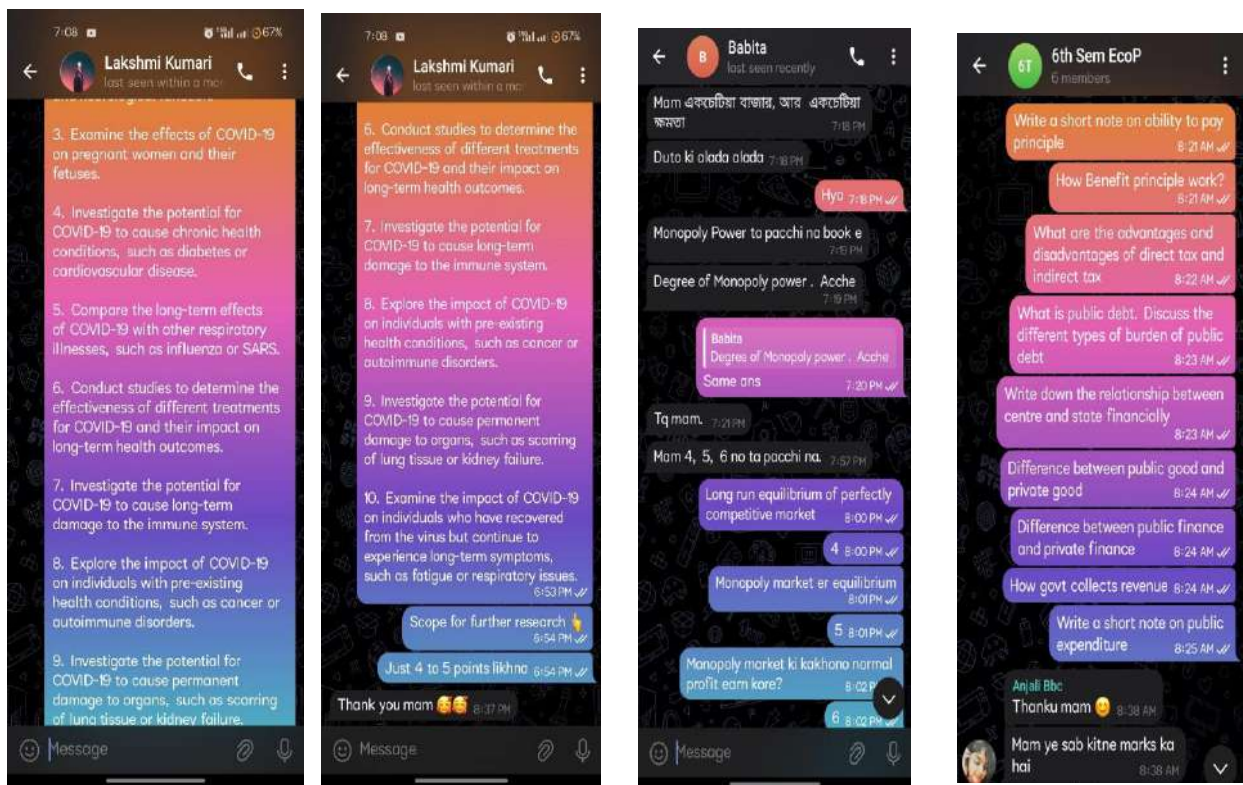 7:08
67%
Lakshmi Kumari
last seen within a mo
3. Examine the effects of COVID-19
on pregnant women and their
fetuses.
4. Investigate the potential for
COVID-19 to cause chronic health
conditions, such as diabetes or
cardiovascular disease.
5. Compare the long-term effects
of COVID-19 with other respiratory
illnesses, such as influenza or SARS.
6. Conduct studies to determine the
effectiveness of different treatments
for COVID-19 and their impact on
long-term health outcomes.
7. Investigate the potential for
COVID-19 to cause long-term
damage to the immune system.
8. Explore the impact of COVID-19
on individuals with pre-existing
health conditions, such as cancer or
autoimmune disorders.
9. Investigate the potential for
COVID-19 to cause permanent
damage to organs, such as scarring
of lung tissue or kidney failure.
Message
7:08
67%
Lakshmi Kumari
last seen within a mo
6. Conduct studies to determine the
effectiveness of different treatments
for COVID-19 and their impact on
long-term health outcomes.
7. Investigate the potential for
COVID-19 to cause long-term
damage to the immune system.
8. Explore the impact of COVID-19
on individuals with pre-existing
health conditions, such as cancer or
autoimmune disorders.
9. Investigate the potential for
COVID-19 to cause permanent
damage to organs, such as scarring
of lung tissue or kidney failure.
10. Examine the impact of COVID-19
on individuals who have recovered
from the virus but continue to
experience long-term symptoms,
such as fatigue or respiratory issues.
6:53 PM
Scope for further research 👆
6:54 PM
Just 4 to 5 points likhna 6:54 PM
Thank you mam 🥰🥰 8:37 PM
Message
B
Babita
last seen recently
Mam একচেটিয়া বাজার, আর একচেটিয়া
ক্ষমতা 7:18 PM
Duto ki alada alada 7:18 PM
Hya 7:18 PM
Monopoly Power ta pacchi na book e
7:19 PM
Degree of Monopoly power . Acche
7:19 PM
Babita
Degree of Monopoly power . Acche
Same ans 7:20 PM
Tq mam. 7:21 PM
Mam 4, 5, 6 no ta pacchi na. 7:57 PM
Long run equilibrium of perfectly
competitive market 8:00 PM
4 8:00 PM
Monopoly market er equilibrium
8:01 PM
5 8:01 PM
Monopoly market ki kakhono normal
profit earn kore? 8:02 P
6 8:02 PM
Message
6T
6th Sem EcoP
6 members
Write a short note on ability to pay
principle 8:21 AM
How Benefit principle work?
8:21 AM
What are the advantages and
disadvantages of direct tax and
indirect tax 8:22 AM
What is public debt. Discuss the
different types of burden of public
debt 8:23 AM
Write down the relationship between
centre and state financially
8:23 AM
Difference between public good and
private good 8:24 AM
Difference between public finance
and private finance 8:24 AM
How govt collects revenue 8:24 AM
Write a short note on public
expenditure 8:25 AM
Anjali Bbc
Thanku mam 😊 8:38 AM
Mam ye sab kitne marks ka
hai 8:38 AM